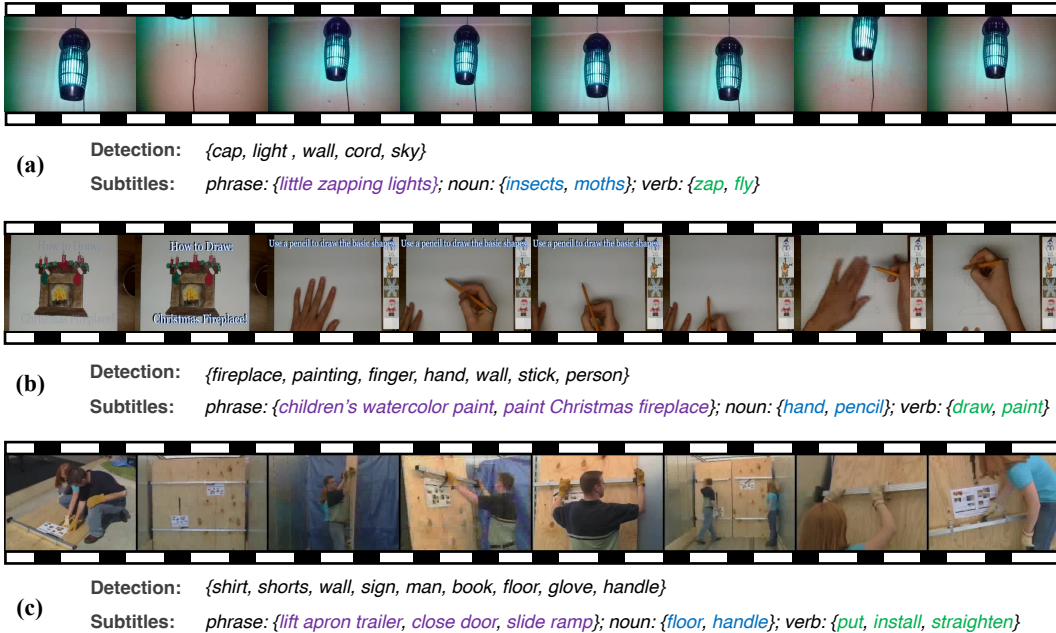 (a)
Detection: {cap, light , wall, cord, sky}
Subtitles: phrase: {little zapping lights}; noun: {insects, moths}; verb: {zap, fly}
How to Draw:
Christmas Fireplace!
How to Draw:
Christmas Fireplace!
Use a pencil to draw the basic shapes
Use a pencil to draw the basic shapes
Use a pencil to draw the basic shapes
(b)
Detection: {fireplace, painting, finger, hand, wall, stick, person}
Subtitles: phrase: {children's watercolor paint, paint Christmas fireplace}; noun: {hand, pencil}; verb: {draw, paint}
(c)
Detection: {shirt, shorts, wall, sign, man, book, floor, glove, handle}
Subtitles: phrase: {lift apron trailer, close door, slide ramp}; noun: {floor, handle}; verb: {put, install, straighten}